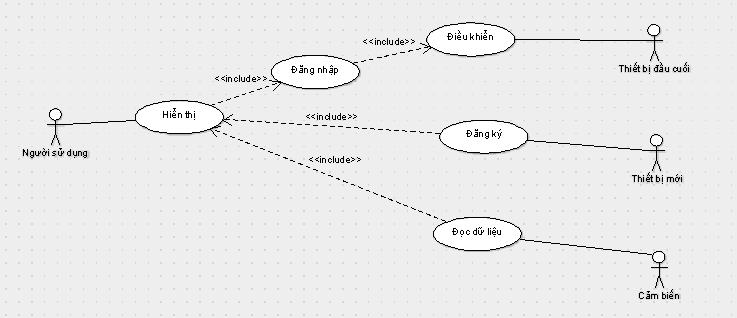 <<include>>
Điều khiển
Thiết bị đầu cuối
<<include>>
Đăng nhập
Hiển thị
<<include>>
Đăng ký
Người sử dụng
<<include>>
Thiết bị mới
Đọc dữ liệu
Cảm biến